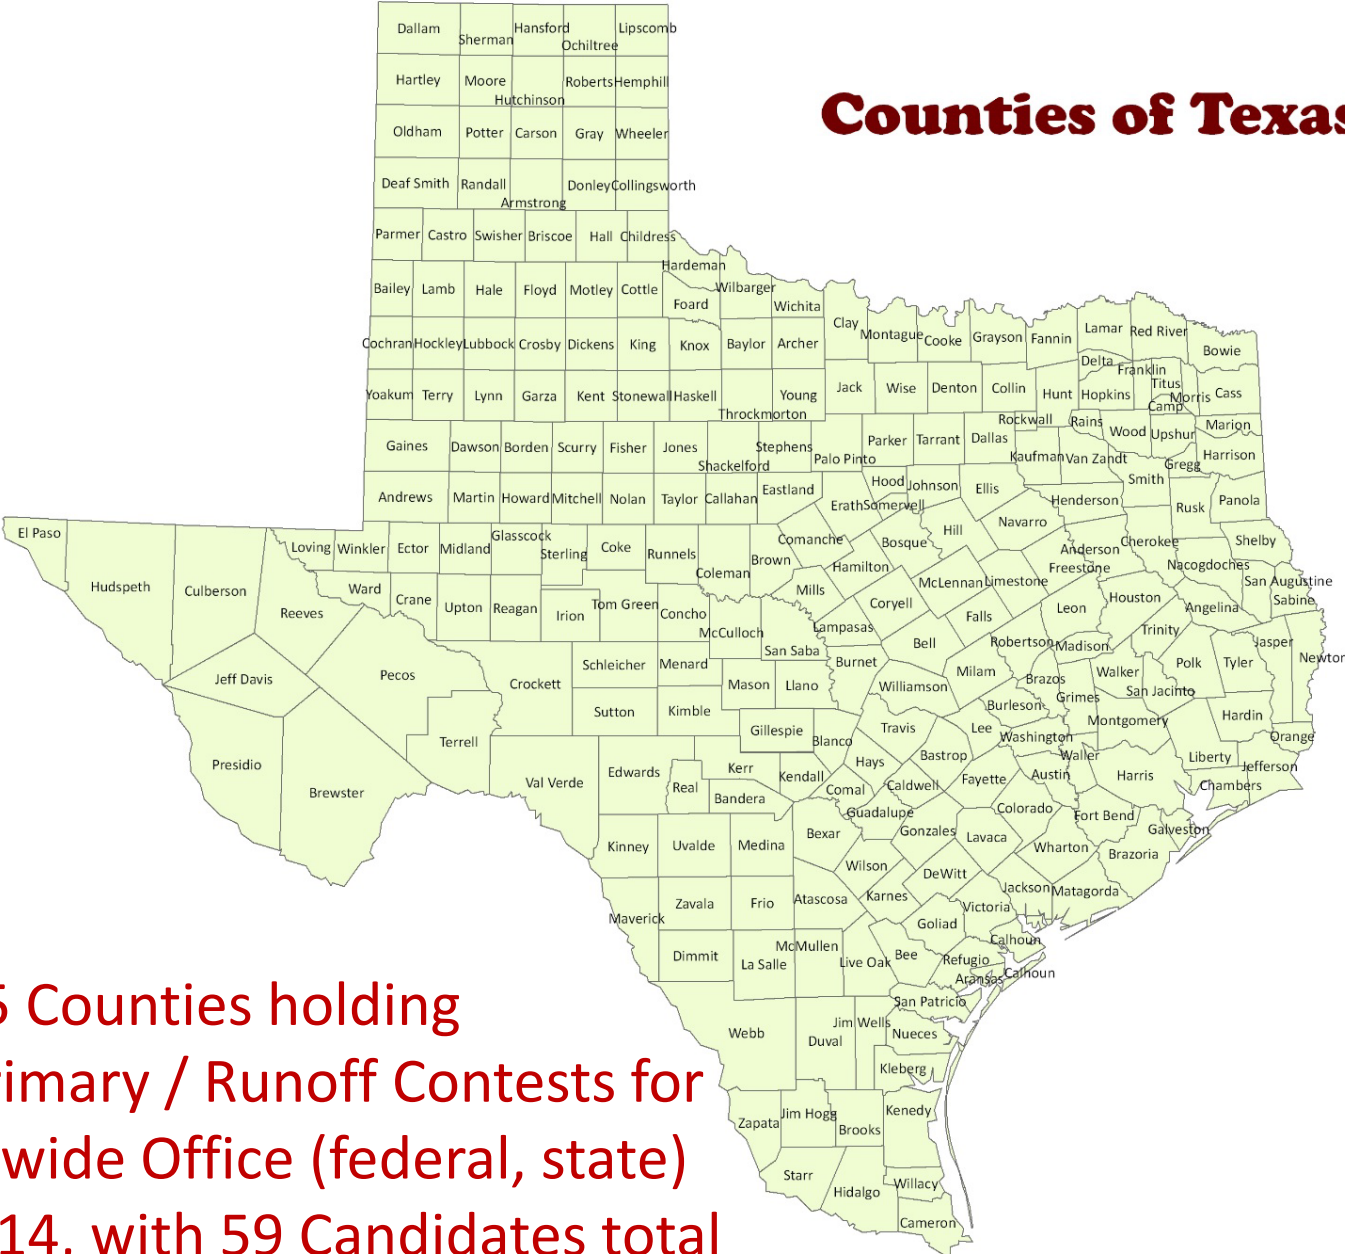 Dallam Sherman Hansford Ochiltree Lipscomb
Hartley Moore Hutchinson Roberts Hemphill
Counties of Texas
Oldham Potter Carson Gray Wheeler
Deaf Smith Randall Armstrong Donley Collingsworth
Parmer Castro Swisher Briscoe Hall Childress
Hardeman
Bailey Lamb Hale Floyd Motley Cottle Foard Wilbarger Wichita
Clay Montague Cooke Grayson Fannin Lamar Red River Bowie
Cochran Hockley Lubbock Crosby Dickens King Knox Baylor Archer
Delta Franklin Titus Morris Cass Camp
Yoakum Terry Lynn Garza Kent Stonewall Haskell Throckmorton Young Jack Wise Denton Collin Hunt Hopkins
Rockwall Rains Wood Upshur Marion
Gaines Dawson Borden Scurry Fisher Jones Shackelford Stephens Palo Pinto Parker Tarrant Dallas Kaufman Van Zandt Gregg Harrison
Andrews Martin Howard Mitchell Nolan Taylor Callahan Eastland Erath Hood Somervell Johnson Ellis Henderson Smith Rusk Panola
El Paso Hudspeth Culberson Reeves Loving Winkler Ector Midland Glasscock Sterling Coke Runnels Coleman Brown Comanche Hamilton Bosque Hill Navarro Anderson Freestone Cherokee Nacogdoches Shelby San Augustine Sabine
Ward Crane Upton Reagan Irion Tom Green Concho McCulloch San Saba Mills Lampasas Coryell McLennan Limestone Falls Leon Houston Angelina Trinity
Jeff Davis Pecos Crockett Schleicher Menard Mason Llano Burnet Bell Williamson Milam Robertson Madison Brazos Grimes Walker San Jacinto Polk Tyler Jasper Newton
Presidio Brewster Terrell Val Verde Sutton Kimble Gillespie Blanco Travis Hays Bastrop Lee Burleson Washington Waller Montgomery Liberty Hardin Orange Jefferson Chambers
Edwards Real Kerr Bandera Kendall Comal Caldwell Guadalupe Fayette Austin Colorado Harris Fort Bend Galveston
Kinney Uvalde Medina Bexar Wilson Gonzales Lavaca Wharton Brazoria
Maverick Zavala Frio Atascosa Karnes DeWitt Victoria Jackson Matagorda
Dimmit La Salle McMullen Live Oak Bee Goliad Refugio Aransas Calhoun Calhoun
Webb Duval Jim Wells San Patricio Nueces Kleberg
Zapata Jim Hogg Brooks Kenedy
Starr Hidalgo Willacy Cameron
5 Counties holding
rimary / Runoff Contests for
wide Office (federal, state)
14, with 59 Candidates total